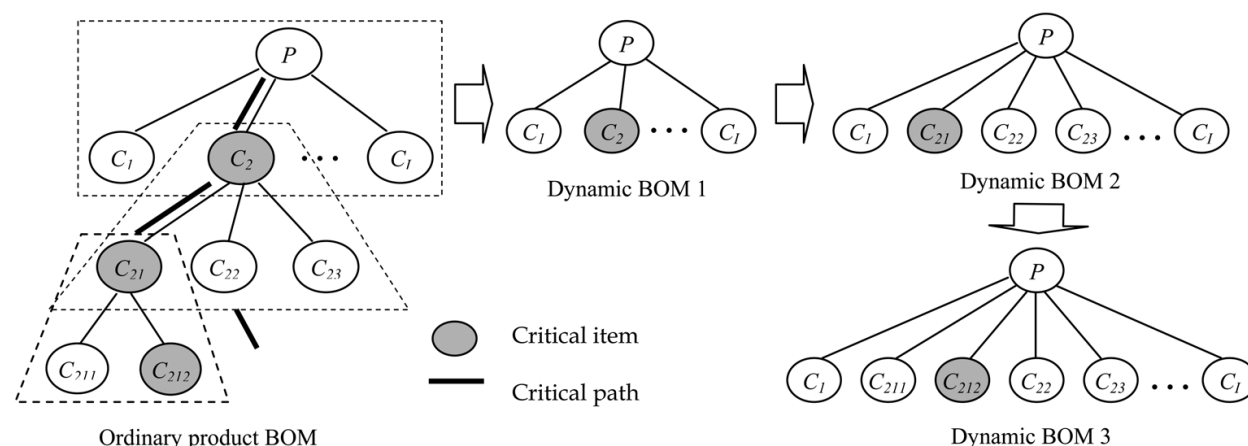 P
C1 C2 ... CI
C21 C22 C23
C211 C212
Ordinary product BOM
Critical item
Critical path
P
C1 C2 ... CI
Dynamic BOM 1
P
C1 C21 C22 C23 ... CI
Dynamic BOM 2
P
C1 C211 C212 C22 C23 ... CI
Dynamic BOM 3